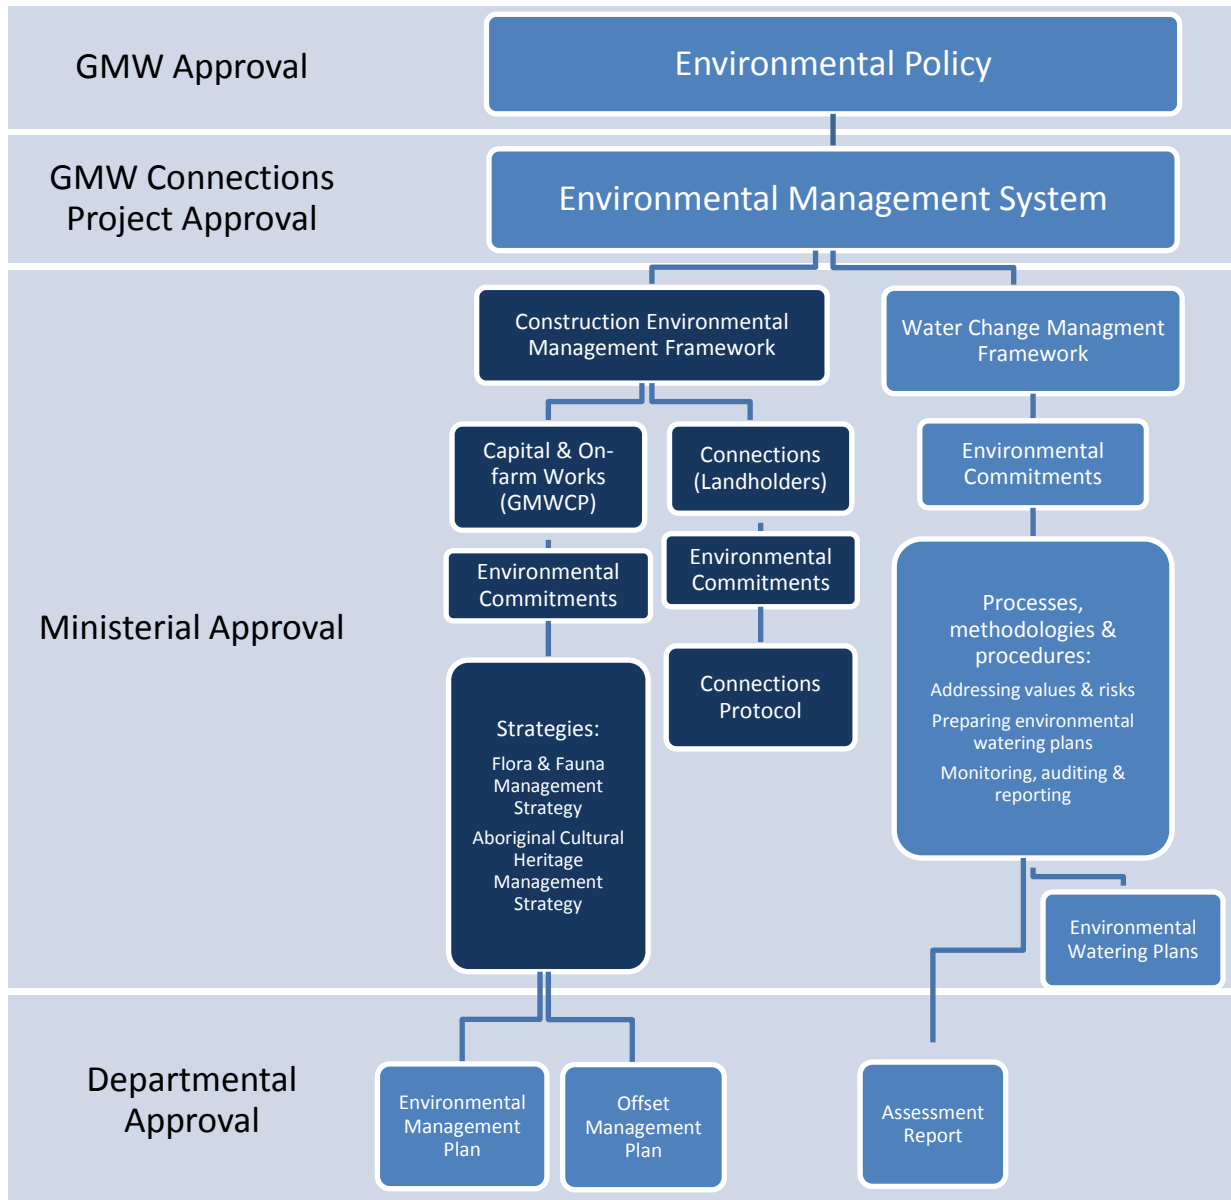 GMW Approval
Environmental Policy
GMW Connections
Project Approval
Environmental Management System
Ministerial Approval
Construction Environmental
Management Framework
Water Change Managment
Framework
Capital & On-
farm Works
(GMWCP)
Connections
(Landholders)
Environmental
Commitments
Environmental
Commitments
Environmental
Commitments
Strategies:
Flora & Fauna
Management
Strategy
Aboriginal Cultural
Heritage
Management
Strategy
Connections
Protocol
Processes,
methodologies &
procedures:
Addressing values & risks
Preparing environmental
watering plans
Monitoring, auditing &
reporting
Environmental
Watering Plans
Departmental
Approval
Environmental
Management
Plan
Offset
Management
Plan
Assessment
Report